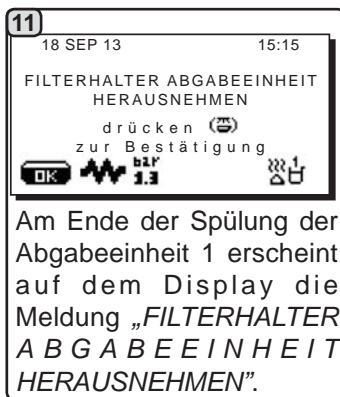 11
18 SEP 13 15:15
FILTERHALTER ABGABEEINHEIT
HERAUSNEHMEN
drücken
zur Bestätigung
OK bar 1.3 1
Am Ende der Spülung der
Abgabeeinheit 1 erscheint
auf dem Display die
Meldung „FILTERHALTER
ABGABEEINHEIT
HERAUSNEHMEN”.